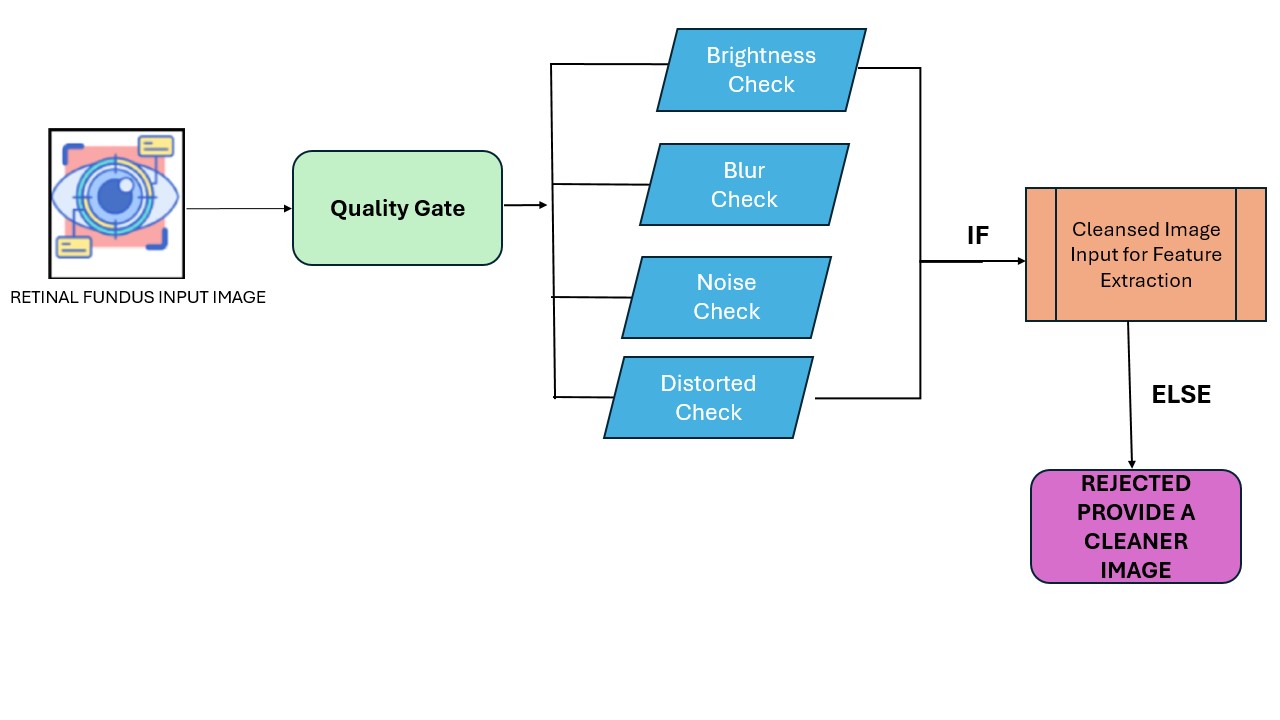 RETINAL FUNDUS INPUT IMAGE
Quality Gate
Brightness
Check
Blur
Check
Noise
Check
Distorted
Check
IF
Cleansed Image
Input for Feature
Extraction
ELSE
REJECTED
PROVIDE A
CLEANER
IMAGE